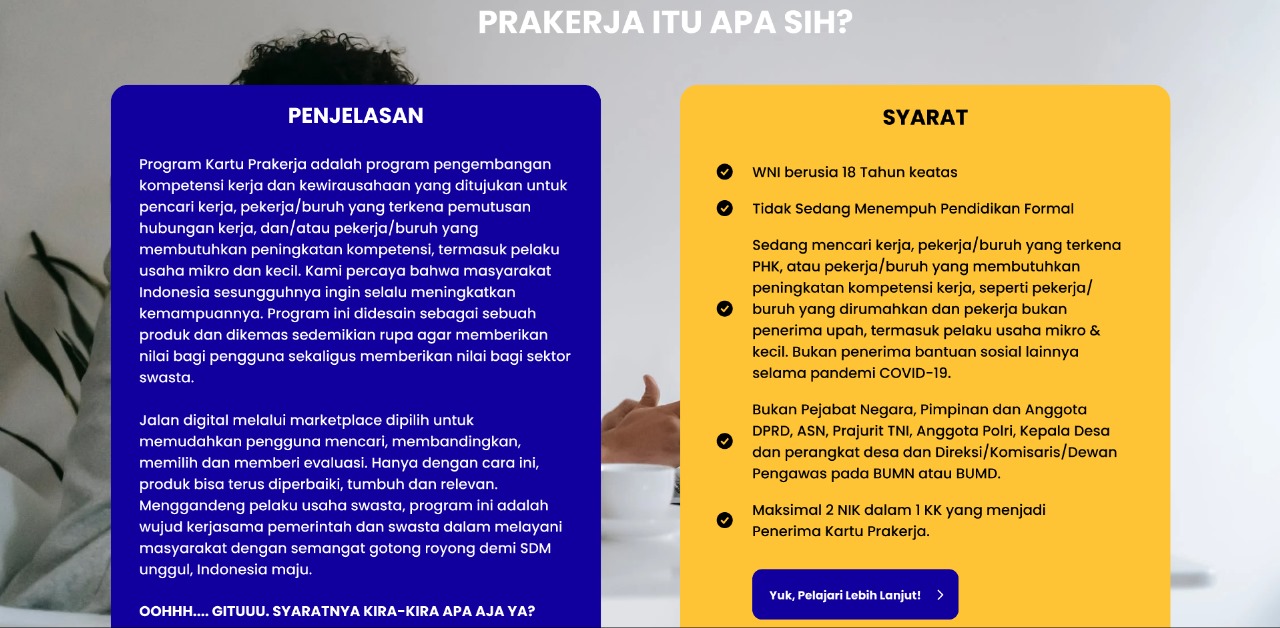 PRAKERJA ITU APA SIH?
PENJELASAN
Program Kartu Prakerja adalah program pengembangan
kompetensi kerja dan kewirausahaan yang ditujukan untuk
pencari kerja, pekerja/buruh yang terkena pemutusan
hubungan kerja, dan/atau pekerja/buruh yang
membutuhkan peningkatan kompetensi, termasuk pelaku
usaha mikro dan kecil. Kami percaya bahwa masyarakat
Indonesia sesungguhnya ingin selalu meningkatkan
kemampuannya. Program ini didesain sebagai sebuah
produk dan dikemas sedemikian rupa agar memberikan
nilai bagi pengguna sekaligus memberikan nilai bagi sektor
swasta.
Jalan digital melalui marketplace dipilih untuk
memudahkan pengguna mencari, membandingkan,
memilih dan memberi evaluasi. Hanya dengan cara ini,
produk bisa terus diperbaiki, tumbuh dan relevan.
Menggandeng pelaku usaha swasta, program ini adalah
wujud kerjasama pemerintah dan swasta dalam melayani
masyarakat dengan semangat gotong royong demi SDM
unggul, Indonesia maju.
OOHHH.... GITUUU. SYARATNYA KIRA-KIRA APA AJA YA?
SYARAT
WNI berusia 18 Tahun keatas
Tidak Sedang Menempuh Pendidikan Formal
Sedang mencari kerja, pekerja/buruh yang terkena
PHK, atau pekerja/buruh yang membutuhkan
peningkatan kompetensi kerja, seperti pekerja/
buruh yang dirumahkan dan pekerja bukan
penerima upah, termasuk pelaku usaha mikro &
kecil. Bukan penerima bantuan sosial lainnya
selama pandemi COVID-19.
Bukan Pejabat Negara, Pimpinan dan Anggota
DPRD, ASN, Prajurit TNI, Anggota Polri, Kepala Desa
dan perangkat desa dan Direksi/Komisaris/Dewan
Pengawas pada BUMN atau BUMD.
Maksimal 2 NIK dalam 1 KK yang menjadi
Penerima Kartu Prakerja.
Yuk, Pelajari Lebih Lanjut!